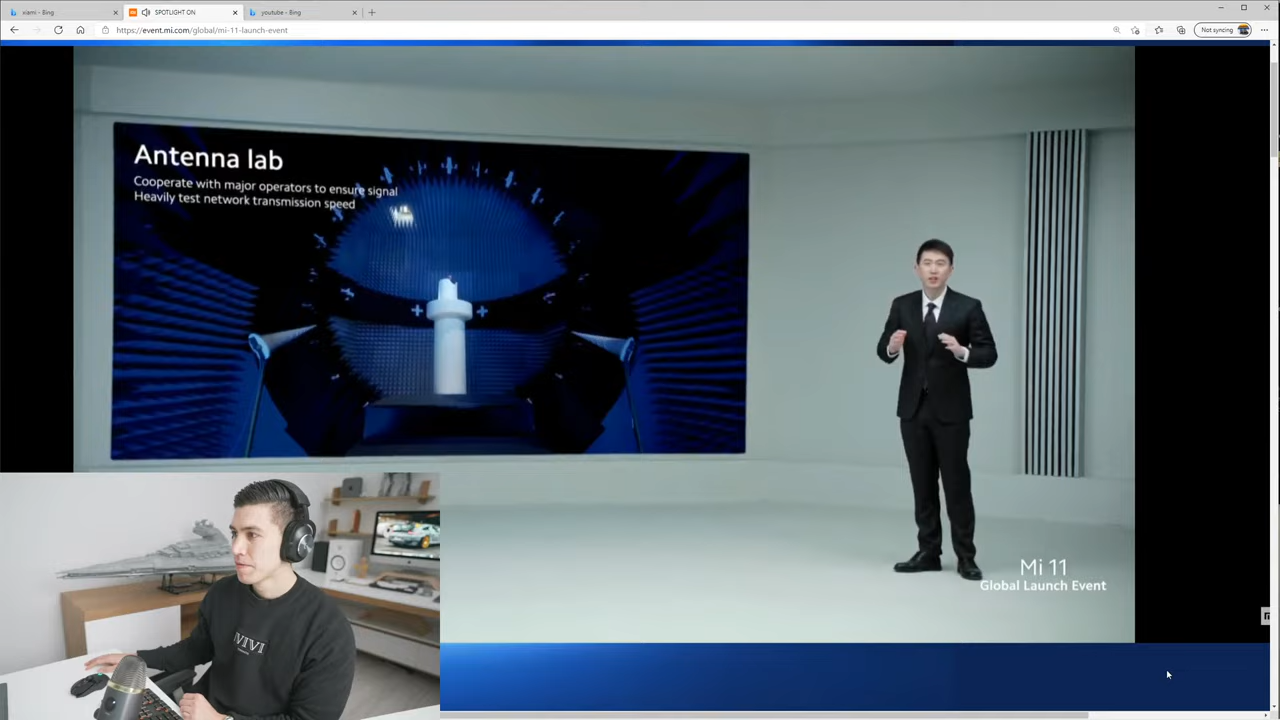 xiami - Bing
SPOTLIGHT ON
youtube - Bing
https://event.mi.com/global/mi-11-launch-event
Not syncing
Antenna lab
Cooperate with major operators to ensure signal
Heavily test network transmission speed
Mi 11
Global Launch Event